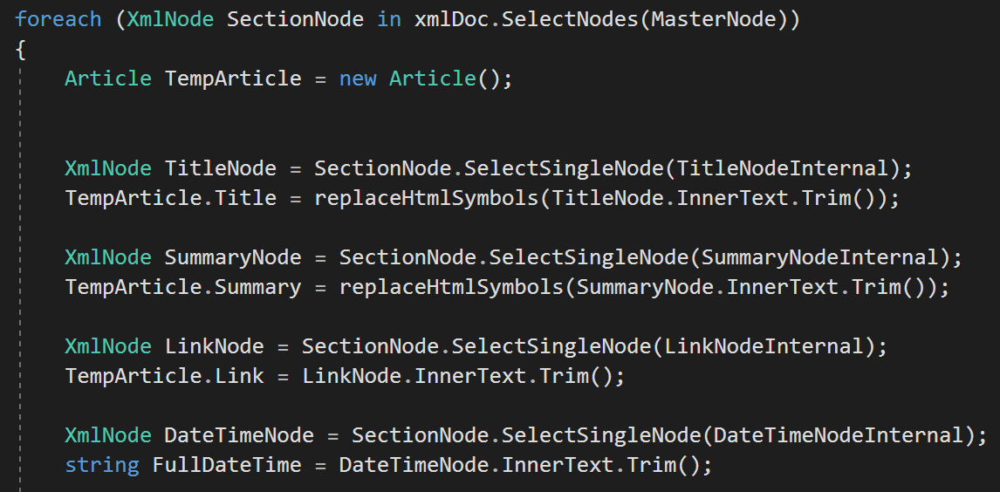 foreach (XmlNode SectionNode in xmlDoc.SelectNodes(MasterNode))
{
Article TempArticle = new Article();
XmlNode TitleNode = SectionNode.SelectSingleNode(TitleNodeInternal);
TempArticle.Title = replaceHtmlSymbols(TitleNode.InnerText.Trim());
XmlNode SummaryNode = SectionNode.SelectSingleNode(SummaryNodeInternal);
TempArticle.Summary = replaceHtmlSymbols(SummaryNode.InnerText.Trim());
XmlNode LinkNode = SectionNode.SelectSingleNode(LinkNodeInternal);
TempArticle.Link = LinkNode.InnerText.Trim();
XmlNode DateTimeNode = SectionNode.SelectSingleNode(DateTimeNodeInternal);
string FullDateTime = DateTimeNode.InnerText.Trim();